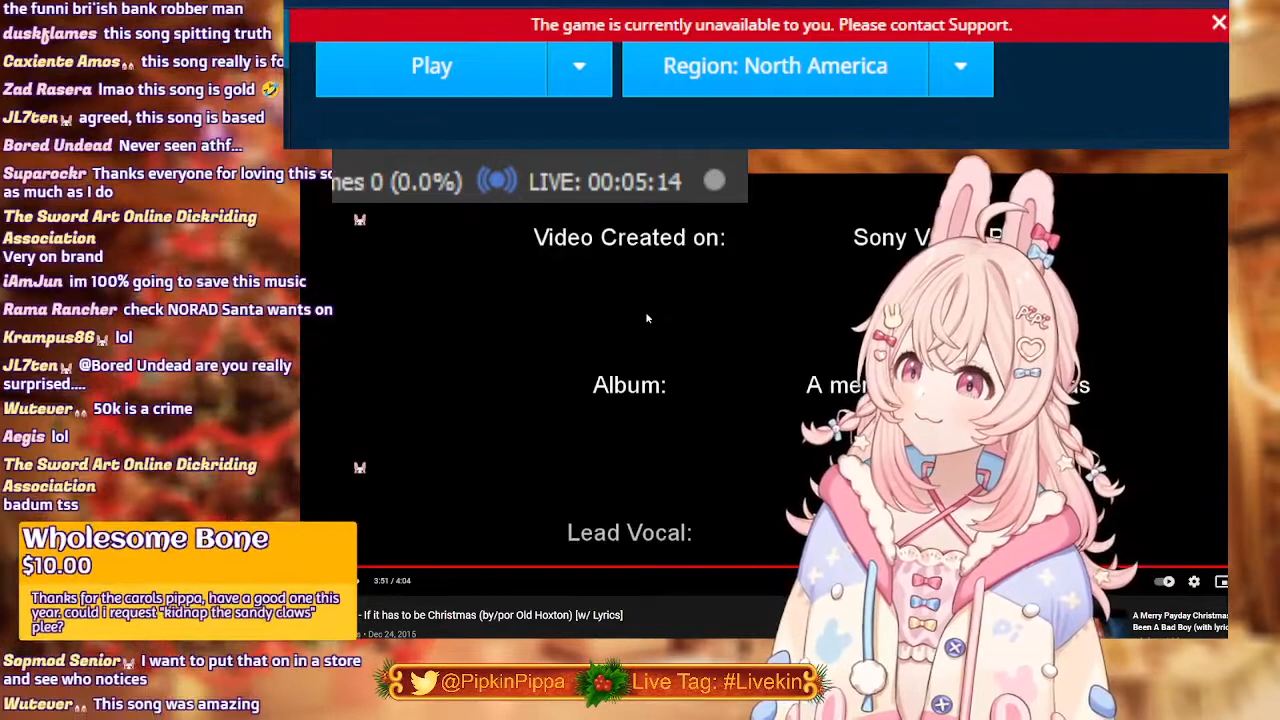 the funni bri'ish bank robber man
duskflames this song spitting truth
Caxiente Amos this song really is fo
Zad Rasera lmao this song is gold 🤣
JL7ten agreed, this song is based
Bored Undead Never seen athf...
Suparockr Thanks everyone for loving this so
as much as I do
The Sword Art Online Dickriding
Association
Very on brand
iAmJun im 100% going to save this music
Rama Rancher check NORAD Santa wants on
Krampus86 lol
JL7ten @Bored Undead are you really
surprised....
Wutever 50k is a crime
Aegis lol
The Sword Art Online Dickriding
Association
badum tss
Wholesome Bone
$10.00
Thanks for the carols pippa, have a good one this
year. could i request "kidnap the sandy claws"
plee?
Sopmod Senior I want to put that on in a store
and see who notices
Wutever This song was amazing
The game is currently unavailable to you. Please contact Support.
Play
Region: North America
nes 0 (0.0%) LIVE: 00:05:14
Video Created on: Sony V
Album: A mer
Lead Vocal:
3:51 / 4:04
- If it has to be Christmas (by/por Old Hoxton) [w/ Lyrics]
s • Dec 24, 2015
A Merry Payday Christmas
Been A Bad Boy (with lyric
PiPi
Pi
@PipkinPippa
Live Tag: #Livekin